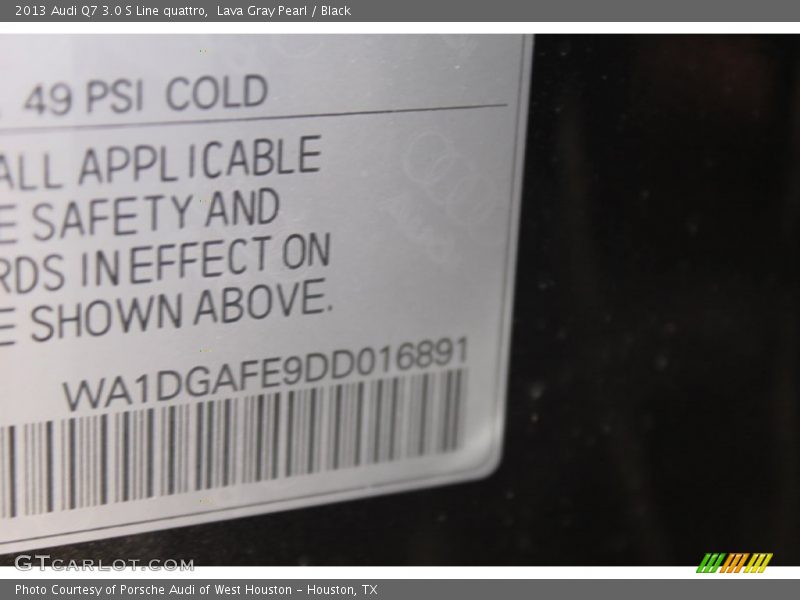 2013 Audi Q7 3.0 S Line quattro,  Lava Gray Pearl / Black
49 PSI COLD
ALL APPLICABLE
E SAFETY AND
RDS IN EFFECT ON
E SHOWN ABOVE.
WA1DGAFE9DD016891
GTCARLOT.COM
Photo Courtesy of Porsche Audi of West Houston – Houston, TX